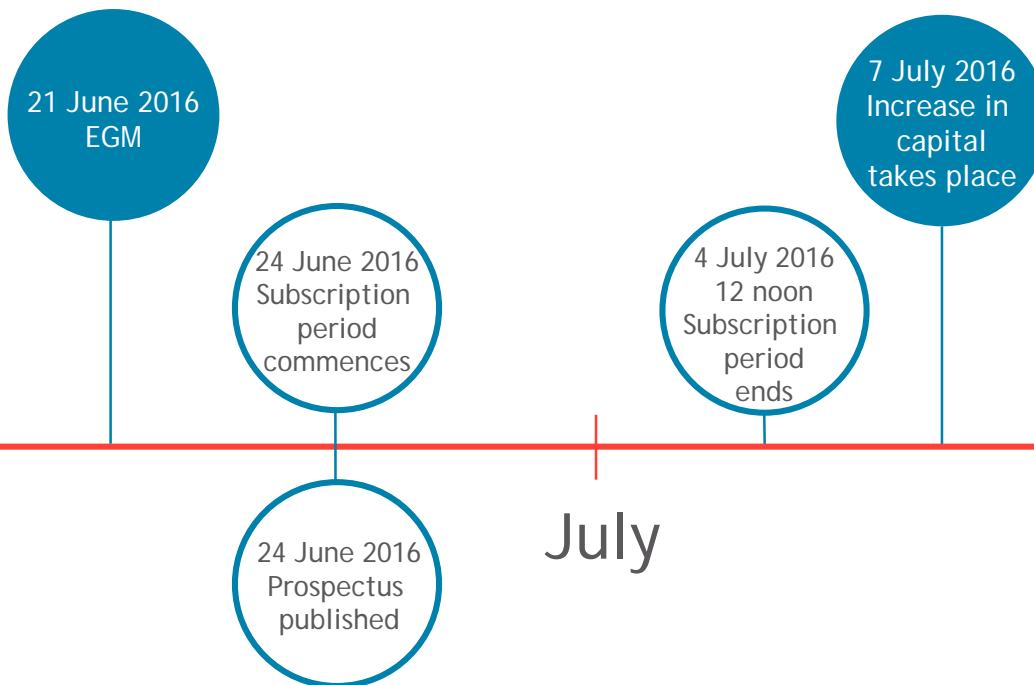 21 June 2016
EGM
24 June 2016
Subscription
period
commences
24 June 2016
Prospectus
published
July
4 July 2016
12 noon
Subscription
period
ends
7 July 2016
Increase in
capital
takes place